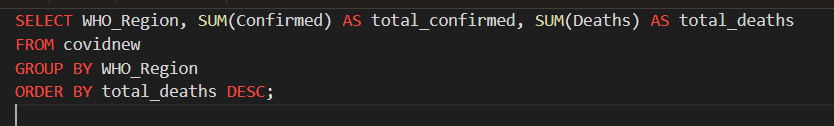 SELECT WHO_Region, SUM(Confirmed) AS total_confirmed, SUM(Deaths) AS total_deaths
FROM covidnew
GROUP BY WHO_Region
ORDER BY total_deaths DESC;